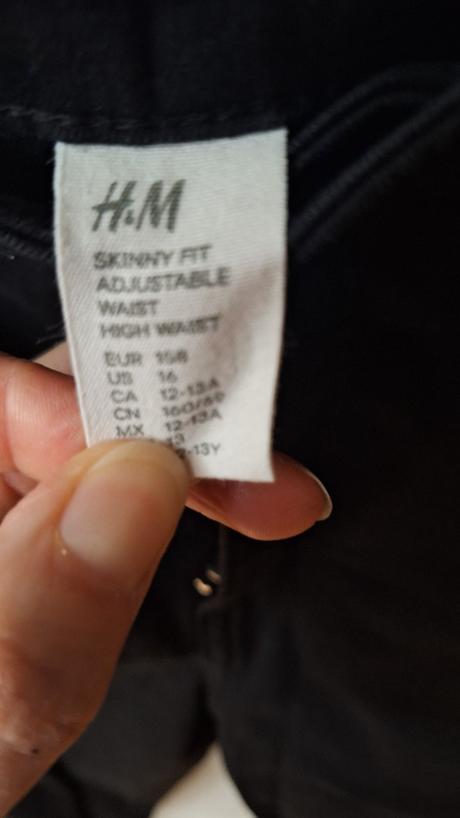 H&M
SKINNY FIT
ADJUSTABLE
WAIST
HIGH WAIST
EUR 158
US 16
CA 12-13A
CN
MX 12-13A